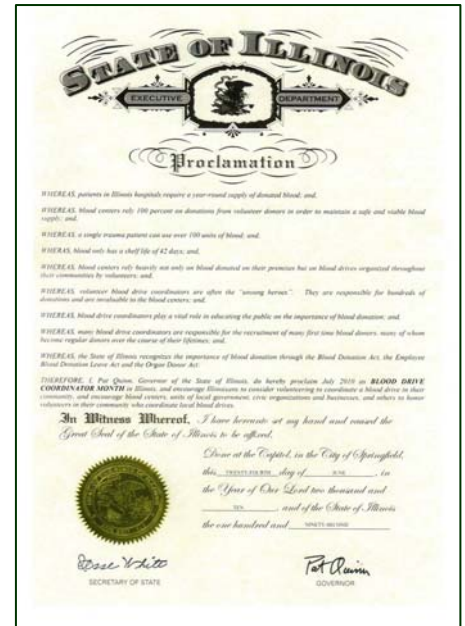 STATE OF ILLINOIS
EXECUTIVE DEPARTMENT
Proclamation
WHEREAS, patients in Illinois hospitals require a year-round supply of donated blood; and,
WHEREAS, blood centers rely 100 percent on donations from volunteer donors in order to maintain a safe and viable blood
supply; and,
WHEREAS, a single trauma patient can use over 100 units of blood; and,
WHERAS, blood only has a shelf life of 42 days; and,
WHEREAS, blood centers rely heavily not only on blood donated on their premises but on blood drives organized throughout
their communities by volunteers; and,
WHEREAS, volunteer blood drive coordinators are often the "unsung heroes". They are responsible for hundreds of
donations and are invaluable to the blood centers; and,
WHEREAS, blood drive coordinators play a vital role in educating the public on the importance of blood donation; and,
WHEREAS, many blood drive coordinators are responsible for the recruitment of many first time blood donors, many of whom
become regular donors over the course of their lifetimes; and,
WHEREAS, the State of Illinois recognizes the importance of blood donation through the Blood Donation Act, the Employee
Blood Donation Leave Act and the Organ Donor Act:
THEREFORE, I, Pat Quinn, Governor of the State of Illinois, do hereby proclaim July 2010 as BLOOD DRIVE
COORDINATOR MONTH in Illinois, and encourage Illinoisans to consider volunteering to coordinate a blood drive in their
community, and encourage blood centers, units of local government, civic organizations and businesses, and others to honor
volunteers in their community who coordinate local blood drives.
In Witness Whereof, I have hereunto set my hand and caused the
Great Seal of the State of Illinois to be affixed.
Done at the Capitol, in the City of Springfield,
this TWENTY-FOURTH day of JUNE , in
the Year of Our Lord two thousand and
TEN , and of the State of Illinois
the one hundred and NINETY-SECOND
Jesse White
SECRETARY OF STATE
Pat Quinn
GOVERNOR